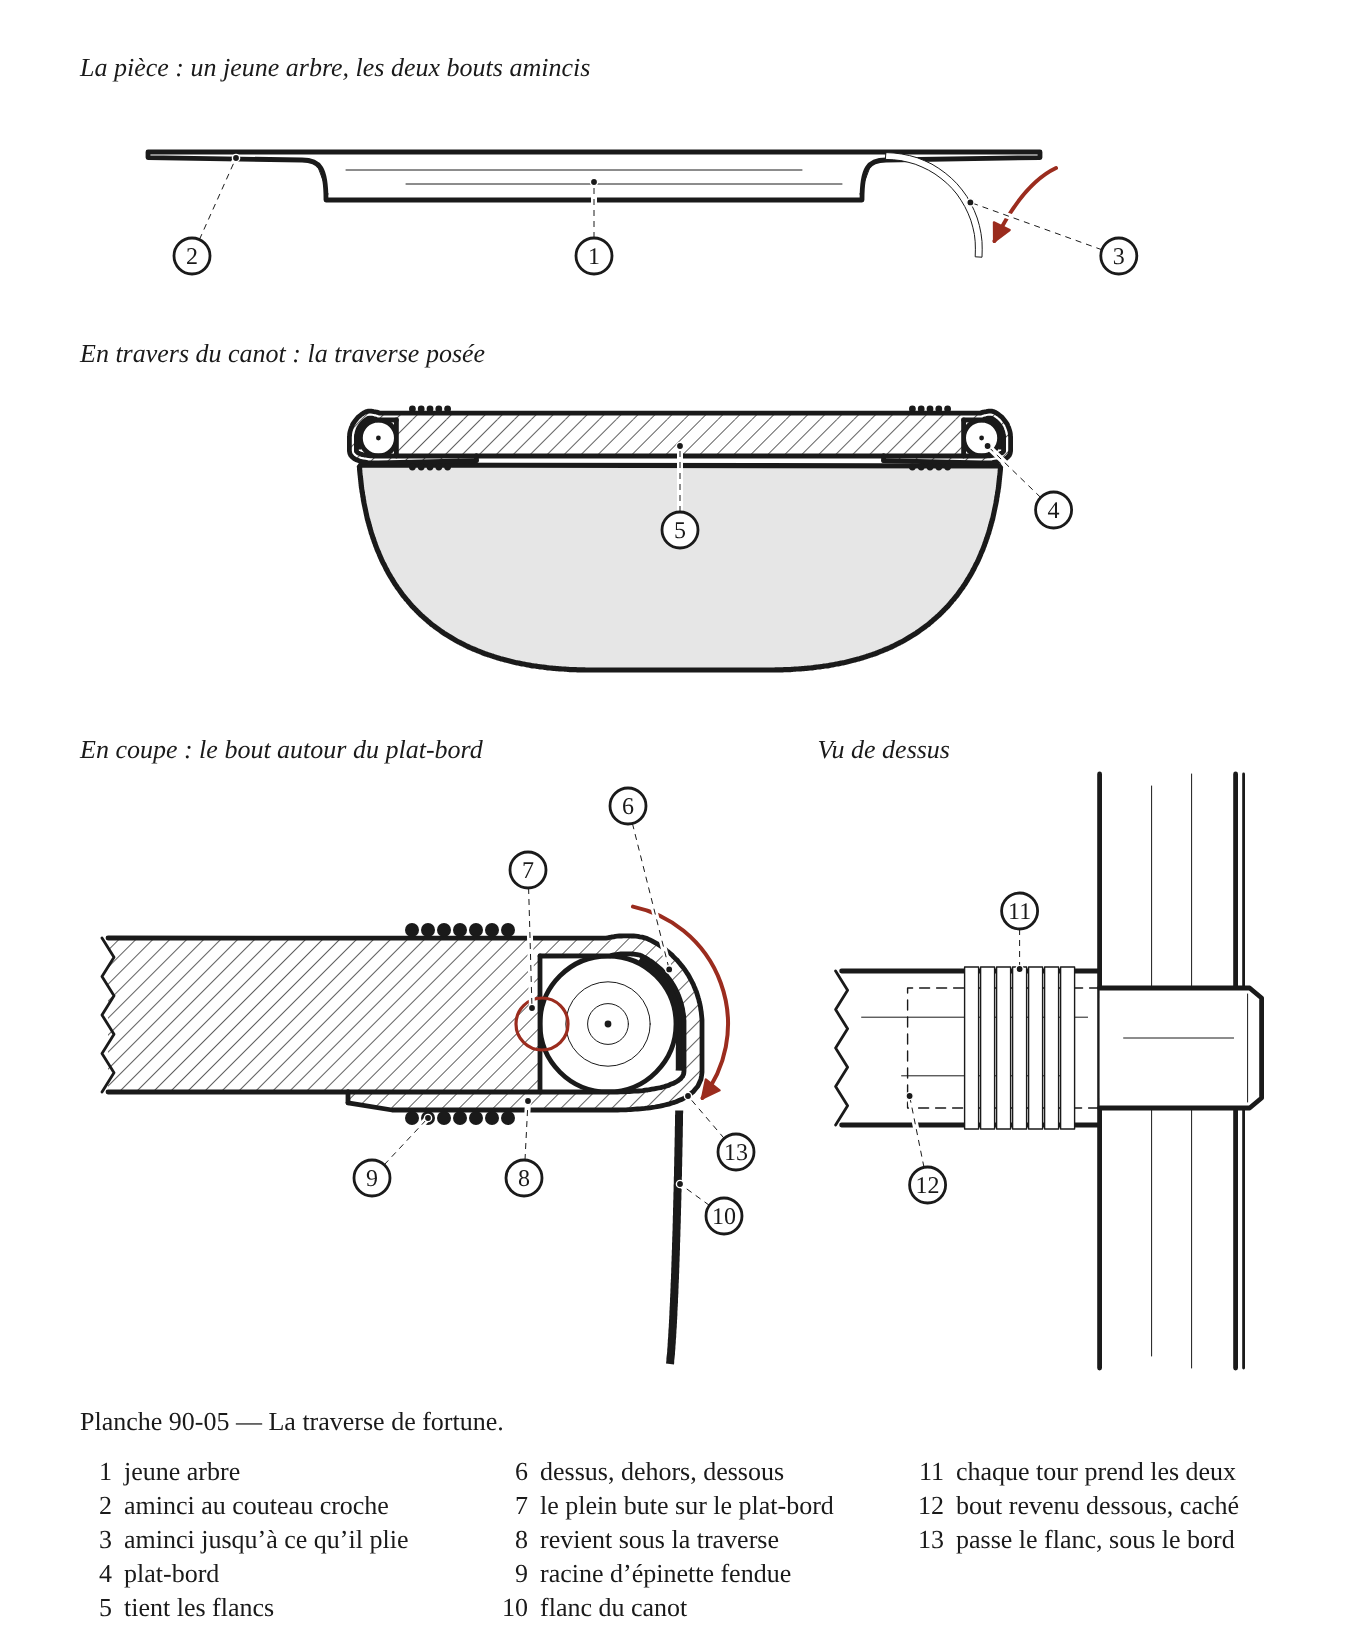 La pièce : un jeune arbre, les deux bouts amincis
2
1
3
En travers du canot : la traverse posée
4
5
En coupe : le bout autour du plat-bord
Vu de dessus
6
7
11
13
9
8
12
10
Planche 90-05 — La traverse de fortune.
1 jeune arbre
2 aminci au couteau croche
3 aminci jusqu’à ce qu’il plie
4 plat-bord
5 tient les flancs
6 dessus, dehors, dessous
7 le plein bute sur le plat-bord
8 revient sous la traverse
9 racine d’épinette fendue
10 flanc du canot
11 chaque tour prend les deux
12 bout revenu dessous, caché
13 passe le flanc, sous le bord